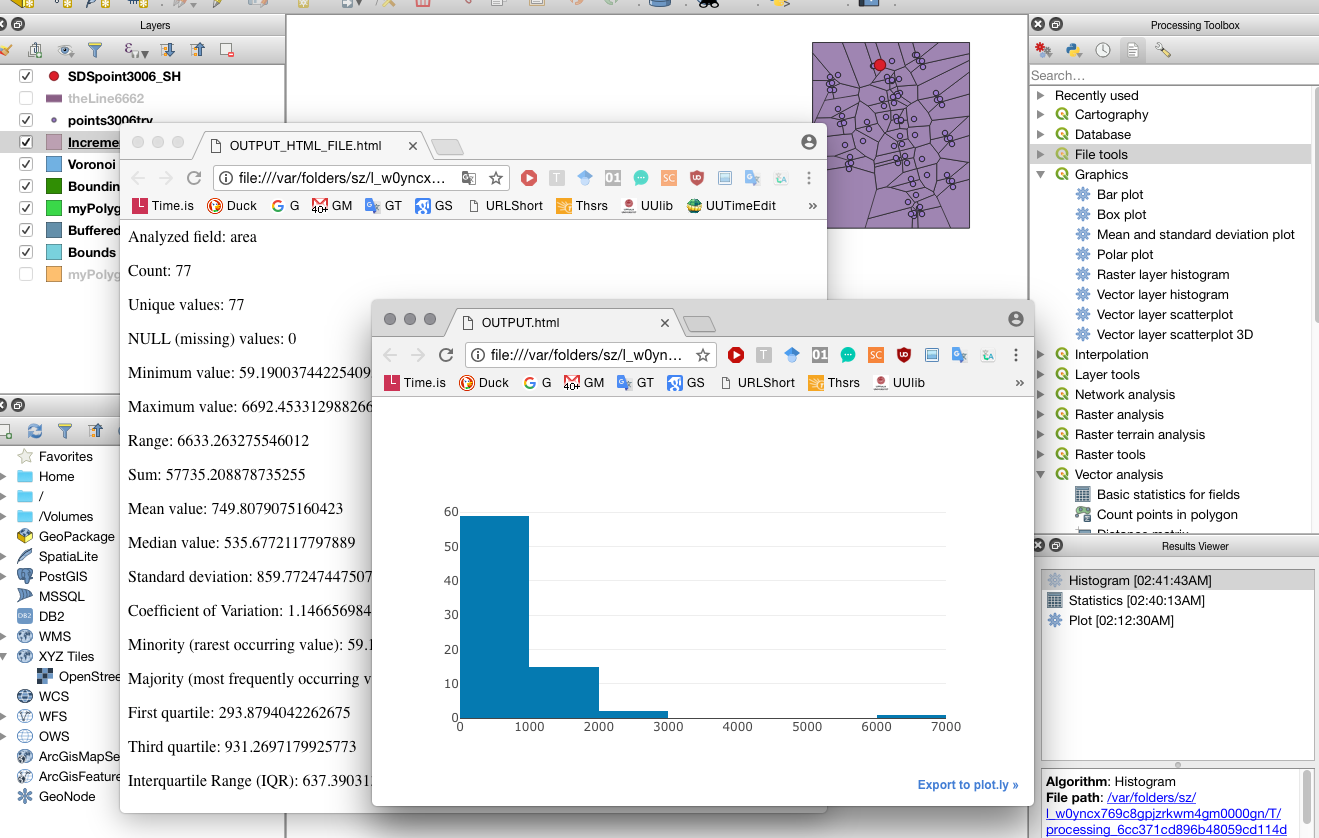 Layers
SDSpoint3006_SH
theLine6662
points3006try
Increme
Voronoi
Boundin
myPolyg
Buffered
Bounds
myPolyg
Favorites
Home
/
/Volumes
GeoPackage
SpatiaLite
PostGIS
MSSQL
DB2
WMS
XYZ Tiles
OpenStree
WCS
WFS
OWS
ArcGisMapSe
ArcGisFeature
GeoNode
OUTPUT_HTML_FILE.html
file:///var/folders/sz/l_w0yncx…
Time.is Duck G GM GT GS URLShort Thsrs UUlib UUTimeEdit »
Analyzed field: area
Count: 77
Unique values: 77
NULL (missing) values: 0
Minimum value: 59.19003744225409
Maximum value: 6692.453312988266
Range: 6633.263275546012
Sum: 57735.208878735255
Mean value: 749.8079075160423
Median value: 535.6772117797889
Standard deviation: 859.77247447507
Coefficient of Variation: 1.146656984
Minority (rarest occurring value): 59.1
Majority (most frequently occurring v
First quartile: 293.8794042262675
Third quartile: 931.2697179925773
Interquartile Range (IQR): 637.39031
OUTPUT.html
file:///var/folders/sz/l_w0yn…
Time.is Duck G GM GT GS URLShort Thsrs UUlib »
60
50
40
30
20
10
0
0 1000 2000 3000 4000 5000 6000 7000
Export to plot.ly »
Processing Toolbox
Search…
Recently used
Cartography
Database
File tools
Graphics
Bar plot
Box plot
Mean and standard deviation plot
Polar plot
Raster layer histogram
Vector layer histogram
Vector layer scatterplot
Vector layer scatterplot 3D
Interpolation
Layer tools
Network analysis
Raster analysis
Raster terrain analysis
Raster tools
Vector analysis
Basic statistics for fields
Count points in polygon
Distance matrix
Results Viewer
Histogram [02:41:43AM]
Statistics [02:40:13AM]
Plot [02:12:30AM]
Algorithm: Histogram
File path: /var/folders/sz/
l_w0yncx769c8gpjzrkwm4gm0000gn/T/
processing_6cc371cd896b48059cd114d